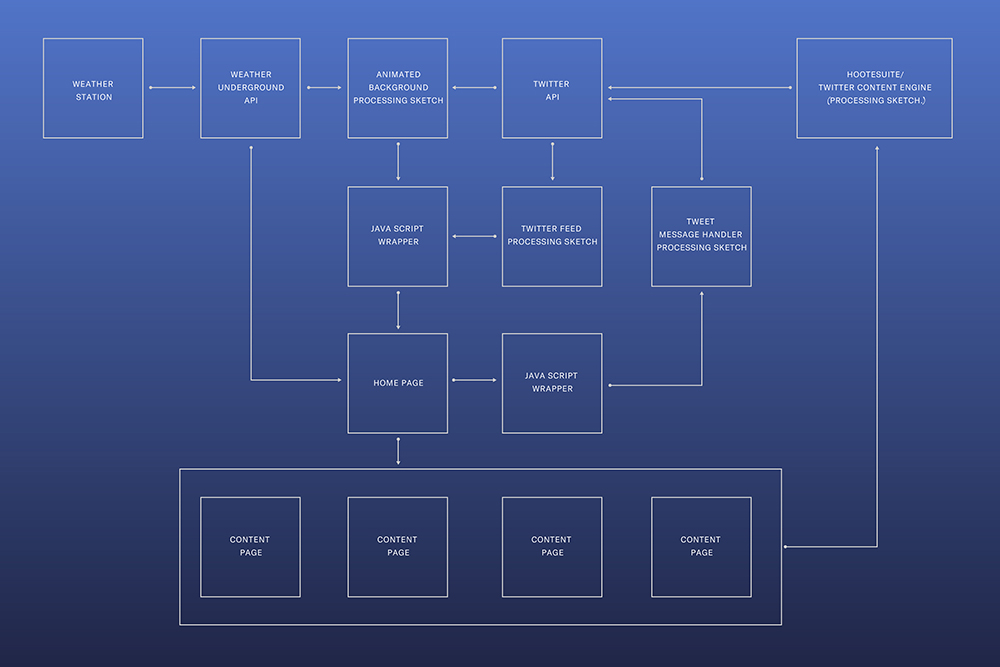 WEATHER
STATION
WEATHER
UNDERGROUND
API
ANIMATED
BACKGROUND
PROCESSING SKETCH
TWITTER
API
HOOTESUITE/
TWITTER CONTENT ENGINE
(PROCESSING SKETCH.)
JAVA SCRIPT
WRAPPER
TWITTER FEED
PROCESSING SKETCH
TWEET
MESSAGE HANDLER
PROCESSING SKETCH
HOME PAGE
JAVA SCRIPT
WRAPPER
CONTENT
PAGE
CONTENT
PAGE
CONTENT
PAGE
CONTENT
PAGE